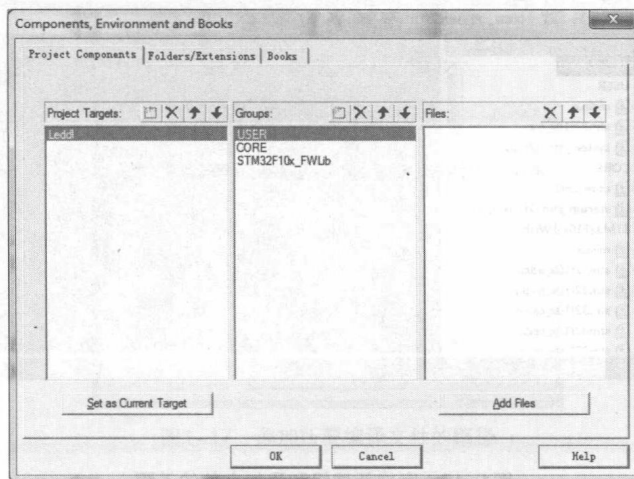 Components, Environment and Books
Project Components
Folders/Extensions
Books
Project Targets:
Groups:
Files:
Leddl
USER
CORE
STM32F10x_FWLib
Set as Current Target
Add Files
OK
Cancel
Help